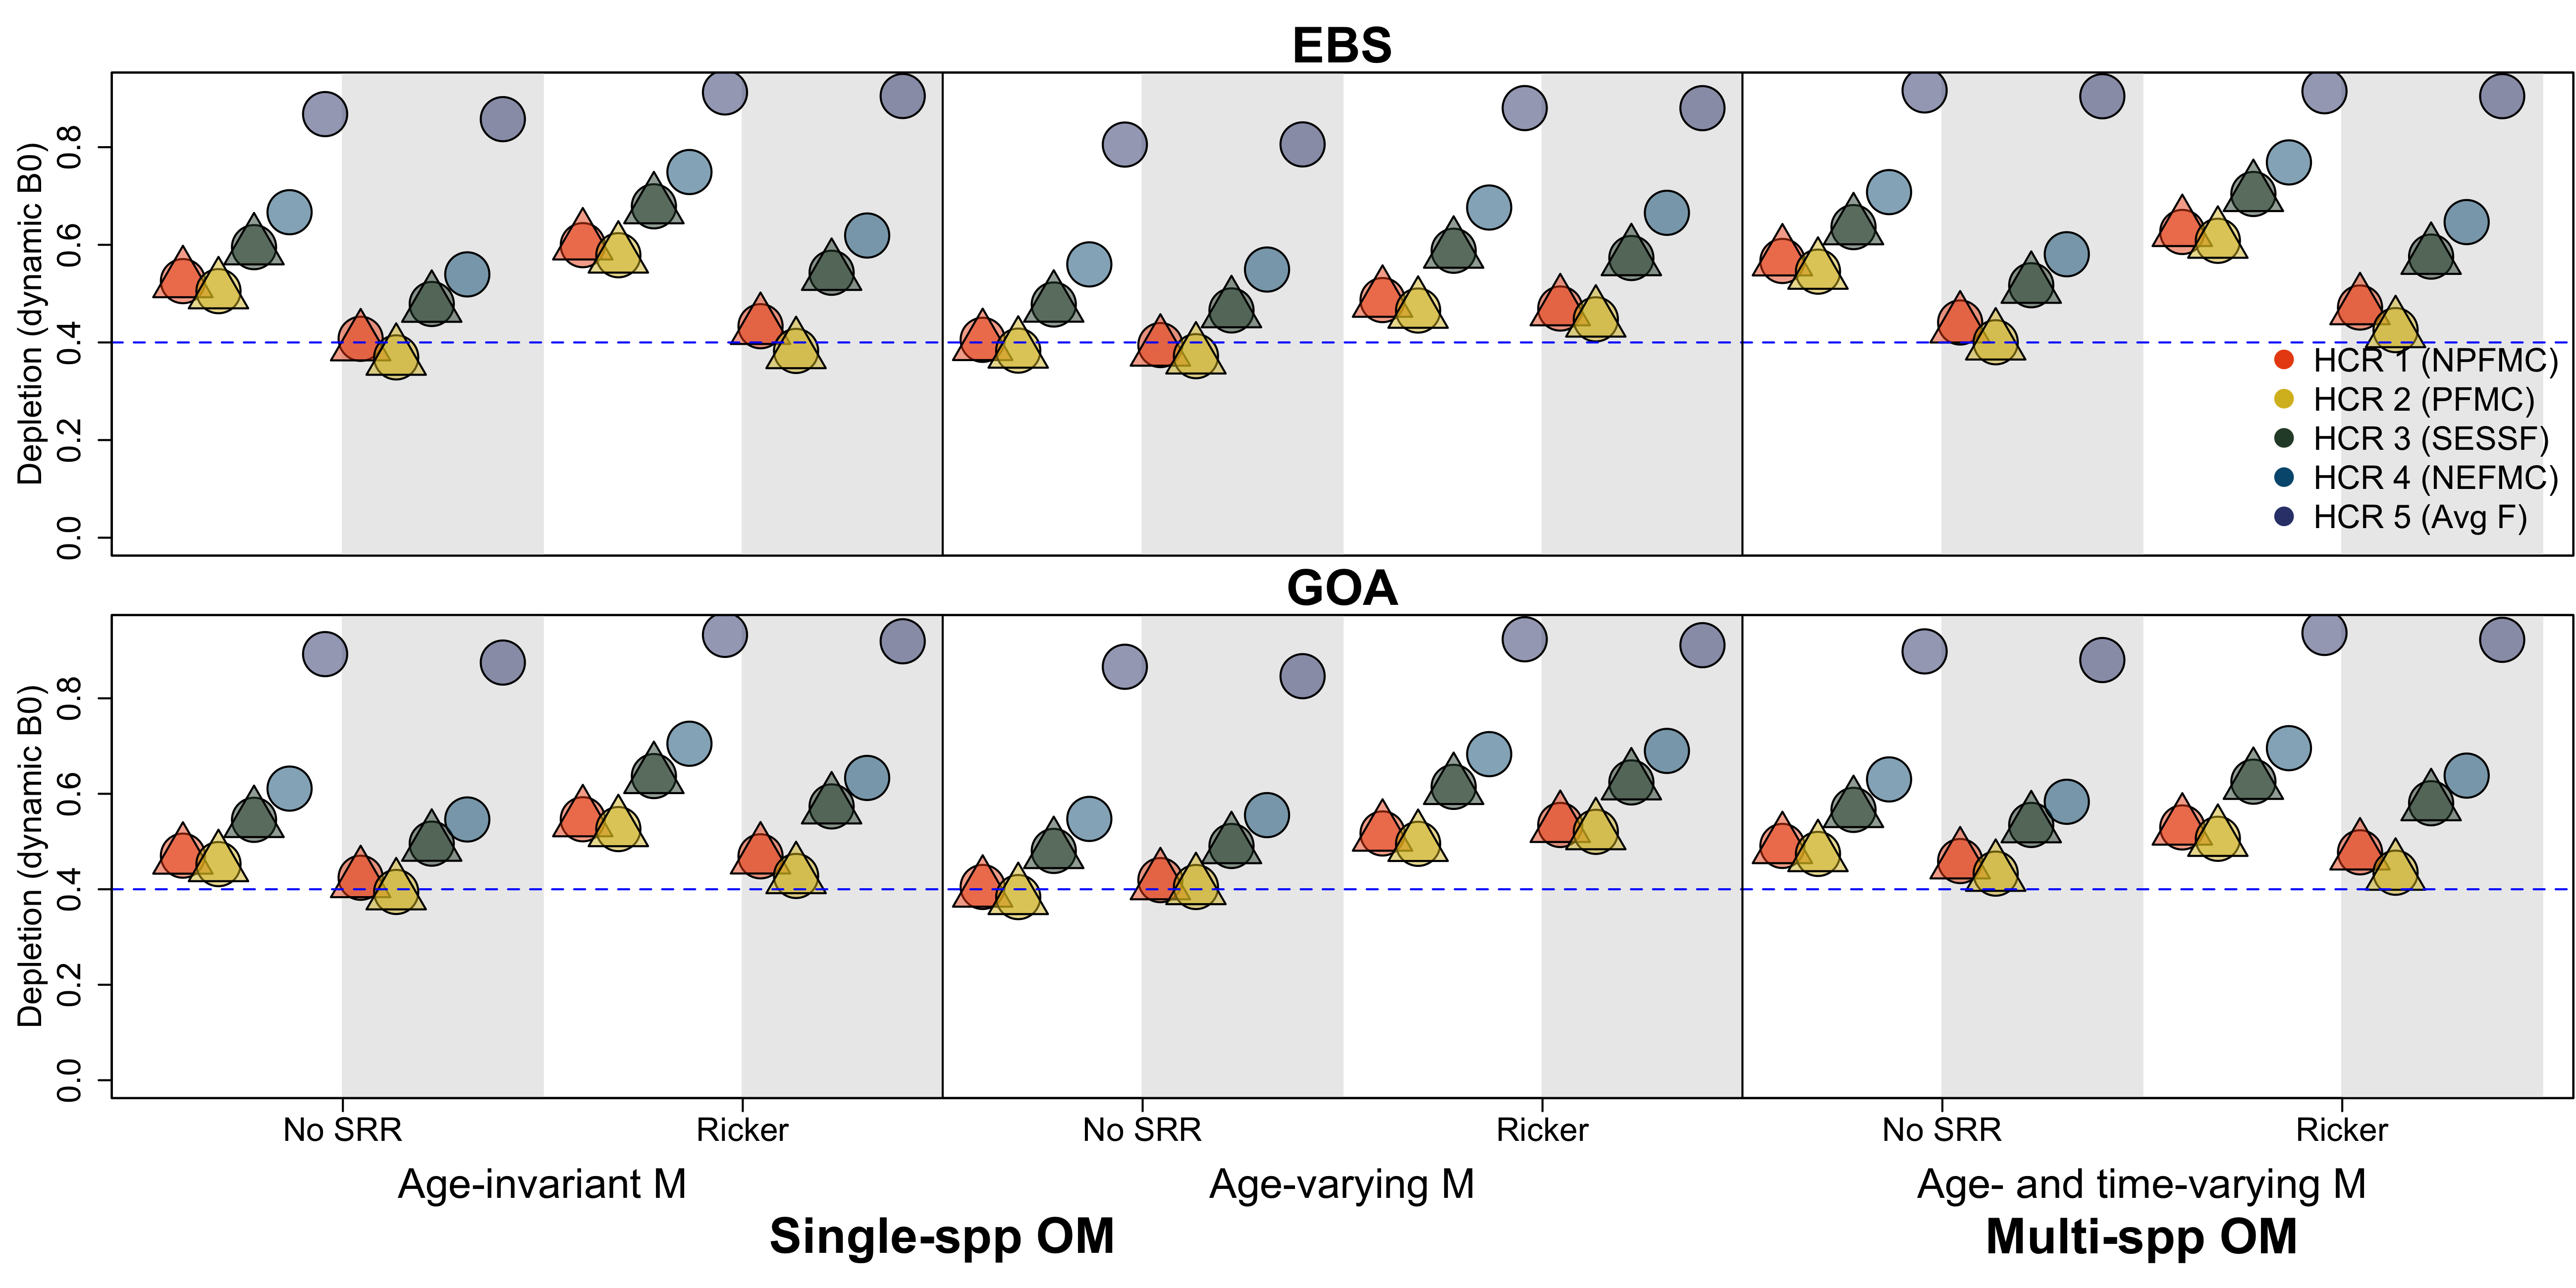 EBS
Depletion (dynamic B0)
0.8
0.6
0.4
0.2
0.0
HCR 1 (NPFMC)
HCR 2 (PFMC)
HCR 3 (SESSF)
HCR 4 (NEFMC)
HCR 5 (Avg F)
GOA
Depletion (dynamic B0)
0.8
0.6
0.4
0.2
0.0
No SRR Ricker No SRR Ricker No SRR Ricker
Age-invariant M Age-varying M Age- and time-varying M
Single-spp OM Multi-spp OM